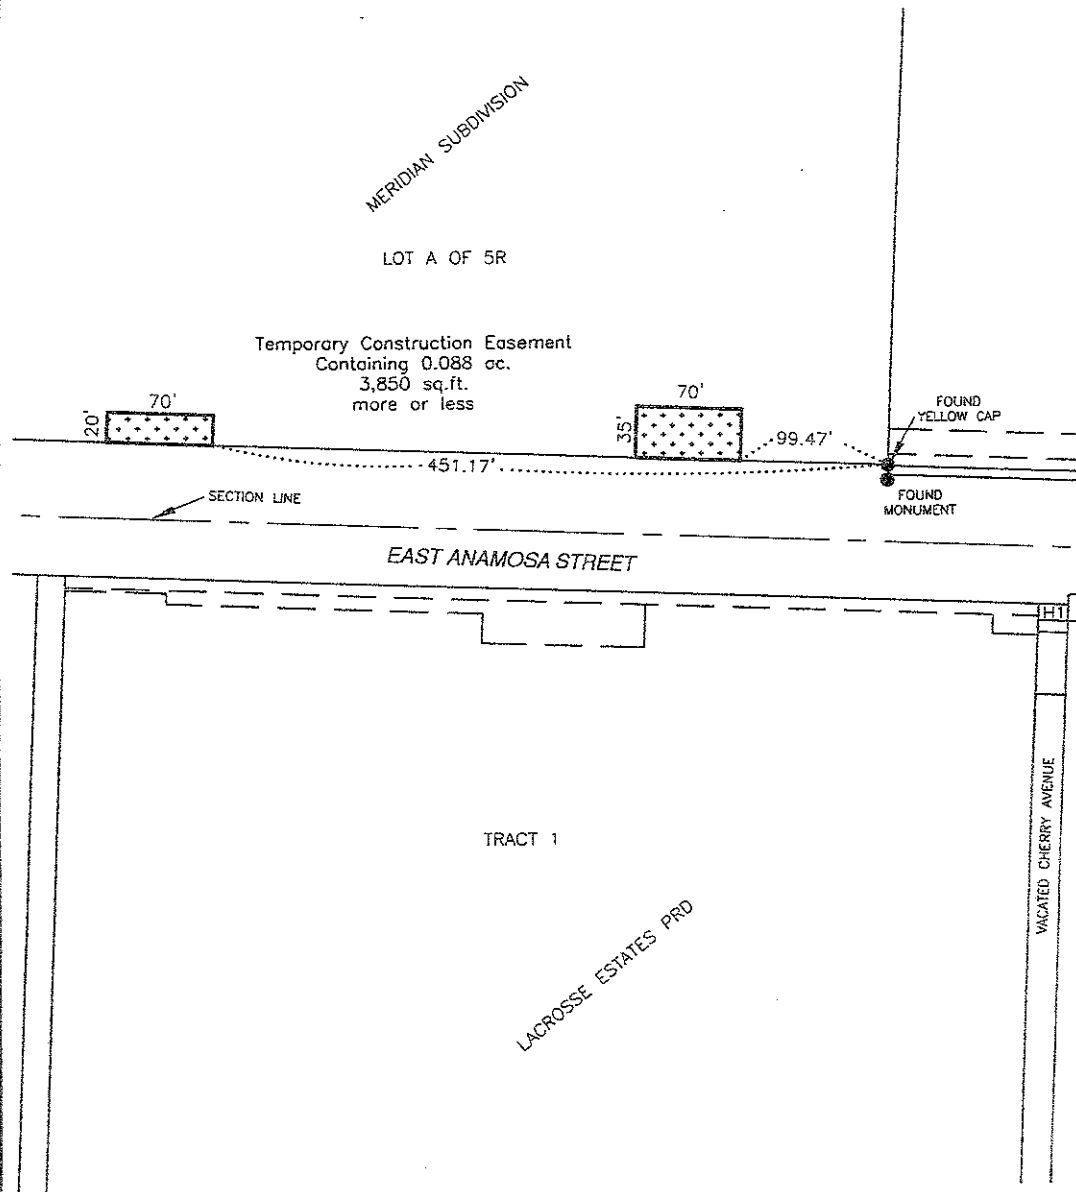 MERIDIAN SUBDIVISION
LOT A OF 5R
Temporary Construction Easement
Containing 0.088 ac.
3,850 sq.ft.
more or less
70'
20'
70'
35'
99.47'
451.17'
FOUND
YELLOW CAP
FOUND
MONUMENT
SECTION LINE
EAST ANAMOSA STREET
H1
TRACT 1
VACATED CHERRY AVENUE
LACROSSE ESTATES PRD